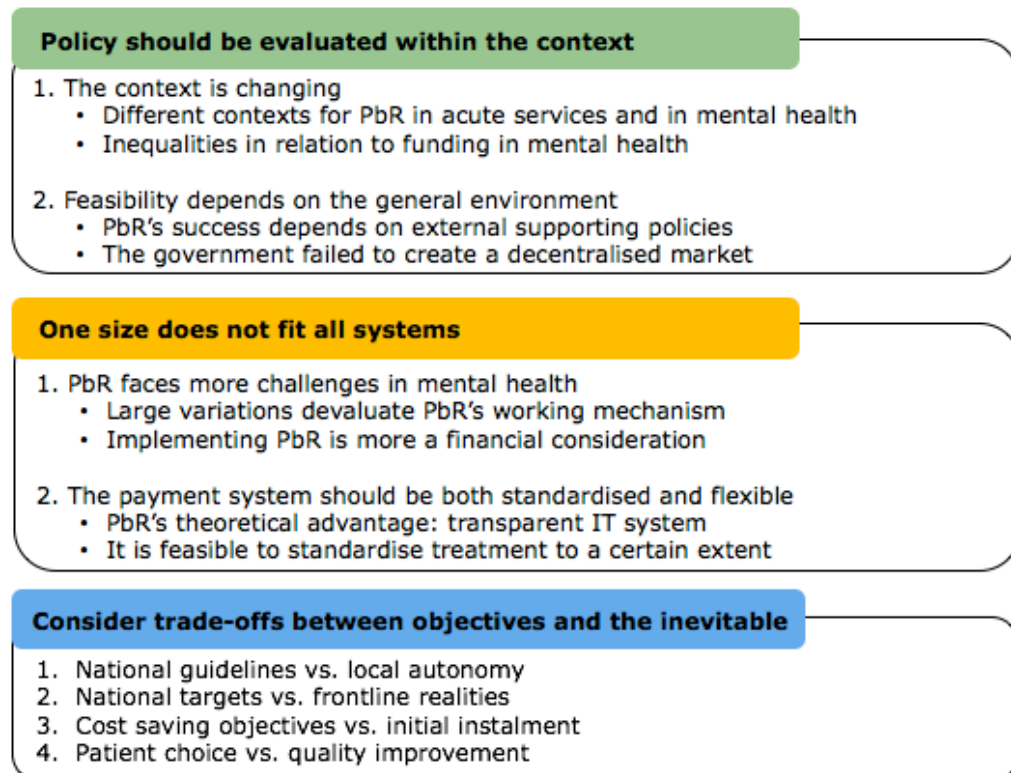 Policy should be evaluated within the context
1. The context is changing
• Different contexts for PbR in acute services and in mental health
• Inequalities in relation to funding in mental health
2. Feasibility depends on the general environment
• PbR's success depends on external supporting policies
• The government failed to create a decentralised market
One size does not fit all systems
1. PbR faces more challenges in mental health
• Large variations devaluate PbR's working mechanism
• Implementing PbR is more a financial consideration
2. The payment system should be both standardised and flexible
• PbR's theoretical advantage: transparent IT system
• It is feasible to standardise treatment to a certain extent
Consider trade-offs between objectives and the inevitable
1. National guidelines vs. local autonomy
2. National targets vs. frontline realities
3. Cost saving objectives vs. initial instalment
4. Patient choice vs. quality improvement